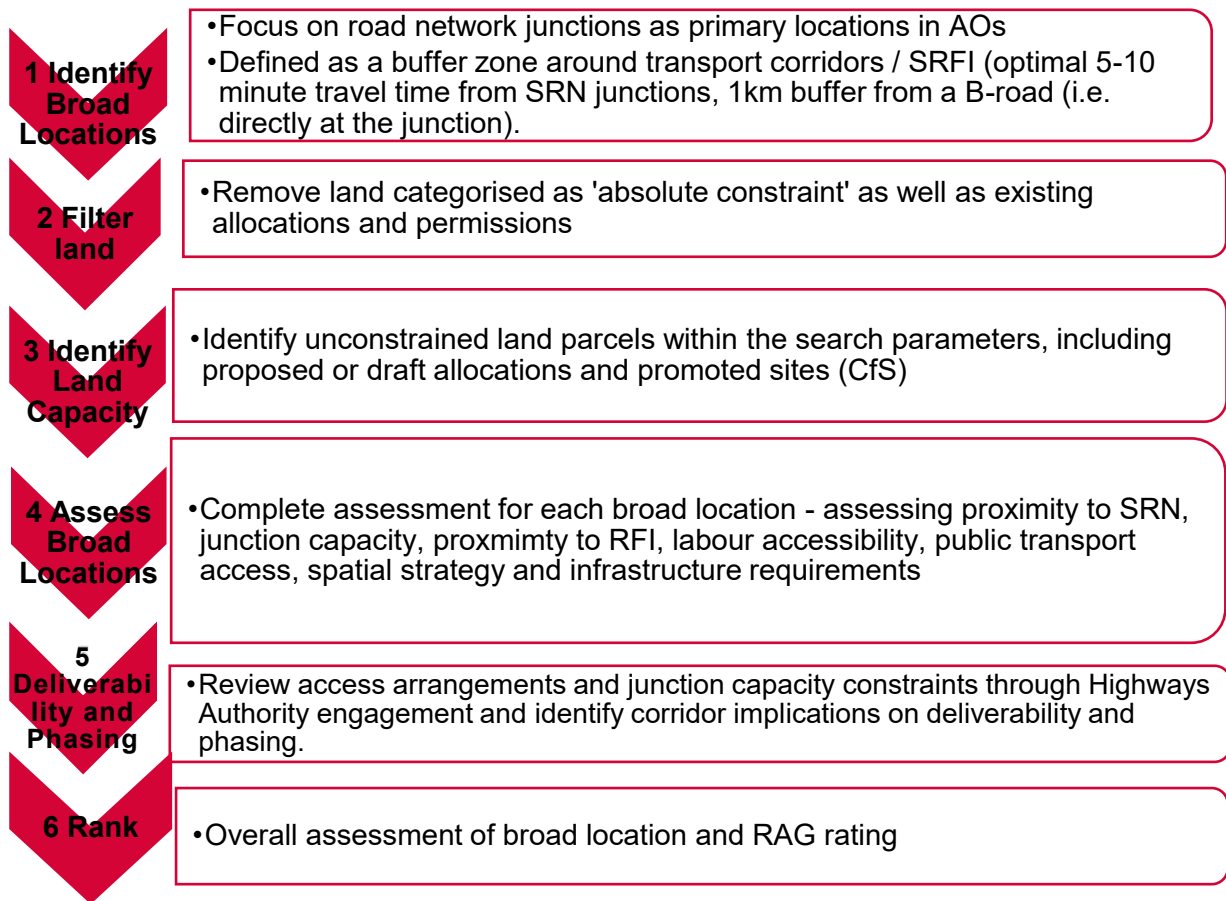 1 Identify
Broad
Locations
•Focus on road network junctions as primary locations in AOs
•Defined as a buffer zone around transport corridors / SRFI (optimal 5-10
minute travel time from SRN junctions, 1km buffer from a B-road (i.e.
directly at the junction).
2 Filter
land
•Remove land categorised as 'absolute constraint' as well as existing
allocations and permissions
3 Identify
Land
Capacity
•Identify unconstrained land parcels within the search parameters, including
proposed or draft allocations and promoted sites (CfS)
4 Assess
Broad
Locations
•Complete assessment for each broad location - assessing proximity to SRN,
junction capacity, proxmimty to RFI, labour accessibility, public transport
access, spatial strategy and infrastructure requirements
5
Deliverabi
lity and
Phasing
•Review access arrangements and junction capacity constraints through Highways
Authority engagement and identify corridor implications on deliverability and
phasing.
6 Rank
•Overall assessment of broad location and RAG rating